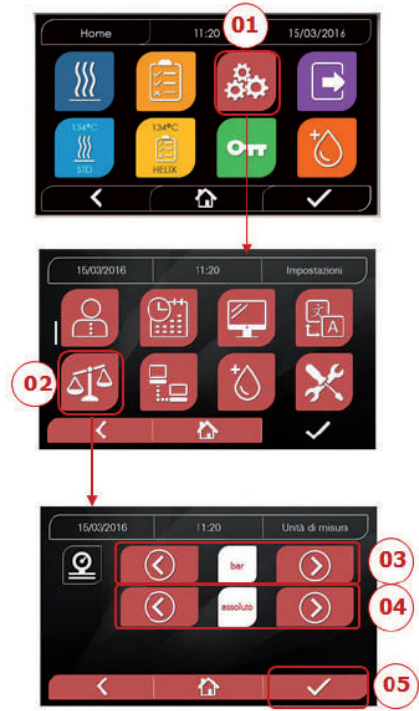 01
Home 11:20 15/03/2016
134°C 134°C
STD HELIX
15/03/2016 11:20 Impostazioni
文 A
02
15/03/2016 11:20 Unità di misura
bar 03
assoluto 04
05